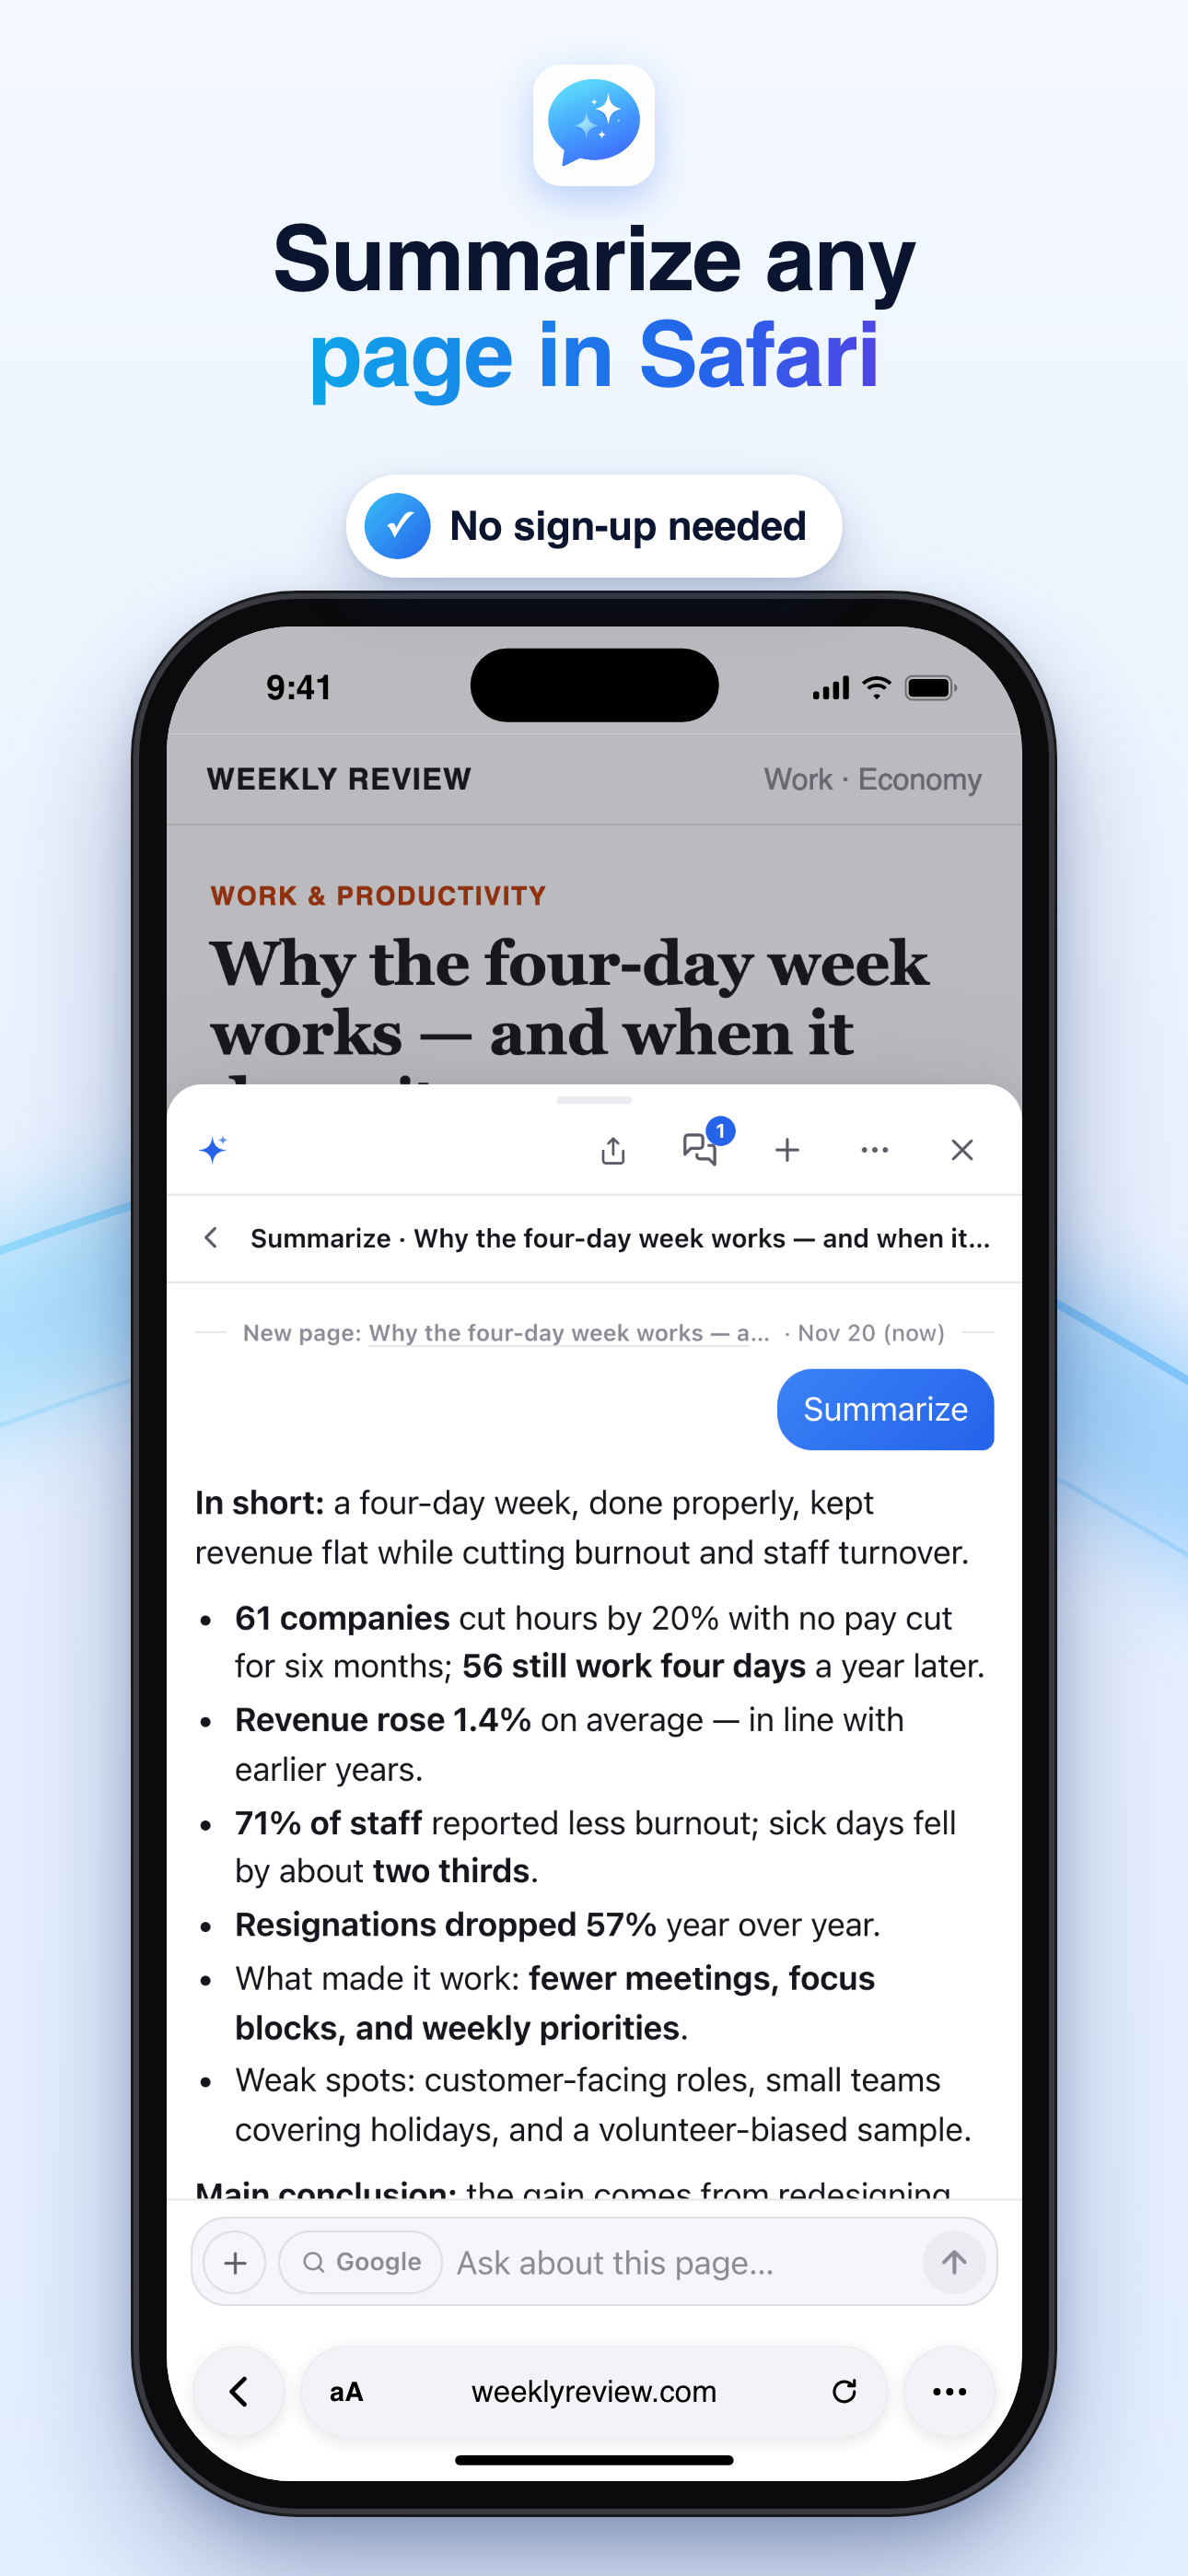 Summarize any
page in Safari
No sign-up needed
9:41
WEEKLY REVIEW
Work · Economy
WORK & PRODUCTIVITY
Why the four-day week
works — and when it
1
Summarize · Why the four-day week works — and when it...
New page: Why the four-day week works — a... · Nov 20 (now)
Summarize
In short: a four-day week, done properly, kept
revenue flat while cutting burnout and staff turnover.
• 61 companies cut hours by 20% with no pay cut
for six months; 56 still work four days a year later.
• Revenue rose 1.4% on average — in line with
earlier years.
• 71% of staff reported less burnout; sick days fell
by about two thirds.
• Resignations dropped 57% year over year.
• What made it work: fewer meetings, focus
blocks, and weekly priorities.
• Weak spots: customer-facing roles, small teams
covering holidays, and a volunteer-biased sample.
Main conclusion: the gain comes from redesigning
Google
Ask about this page...
aA
weeklyreview.com